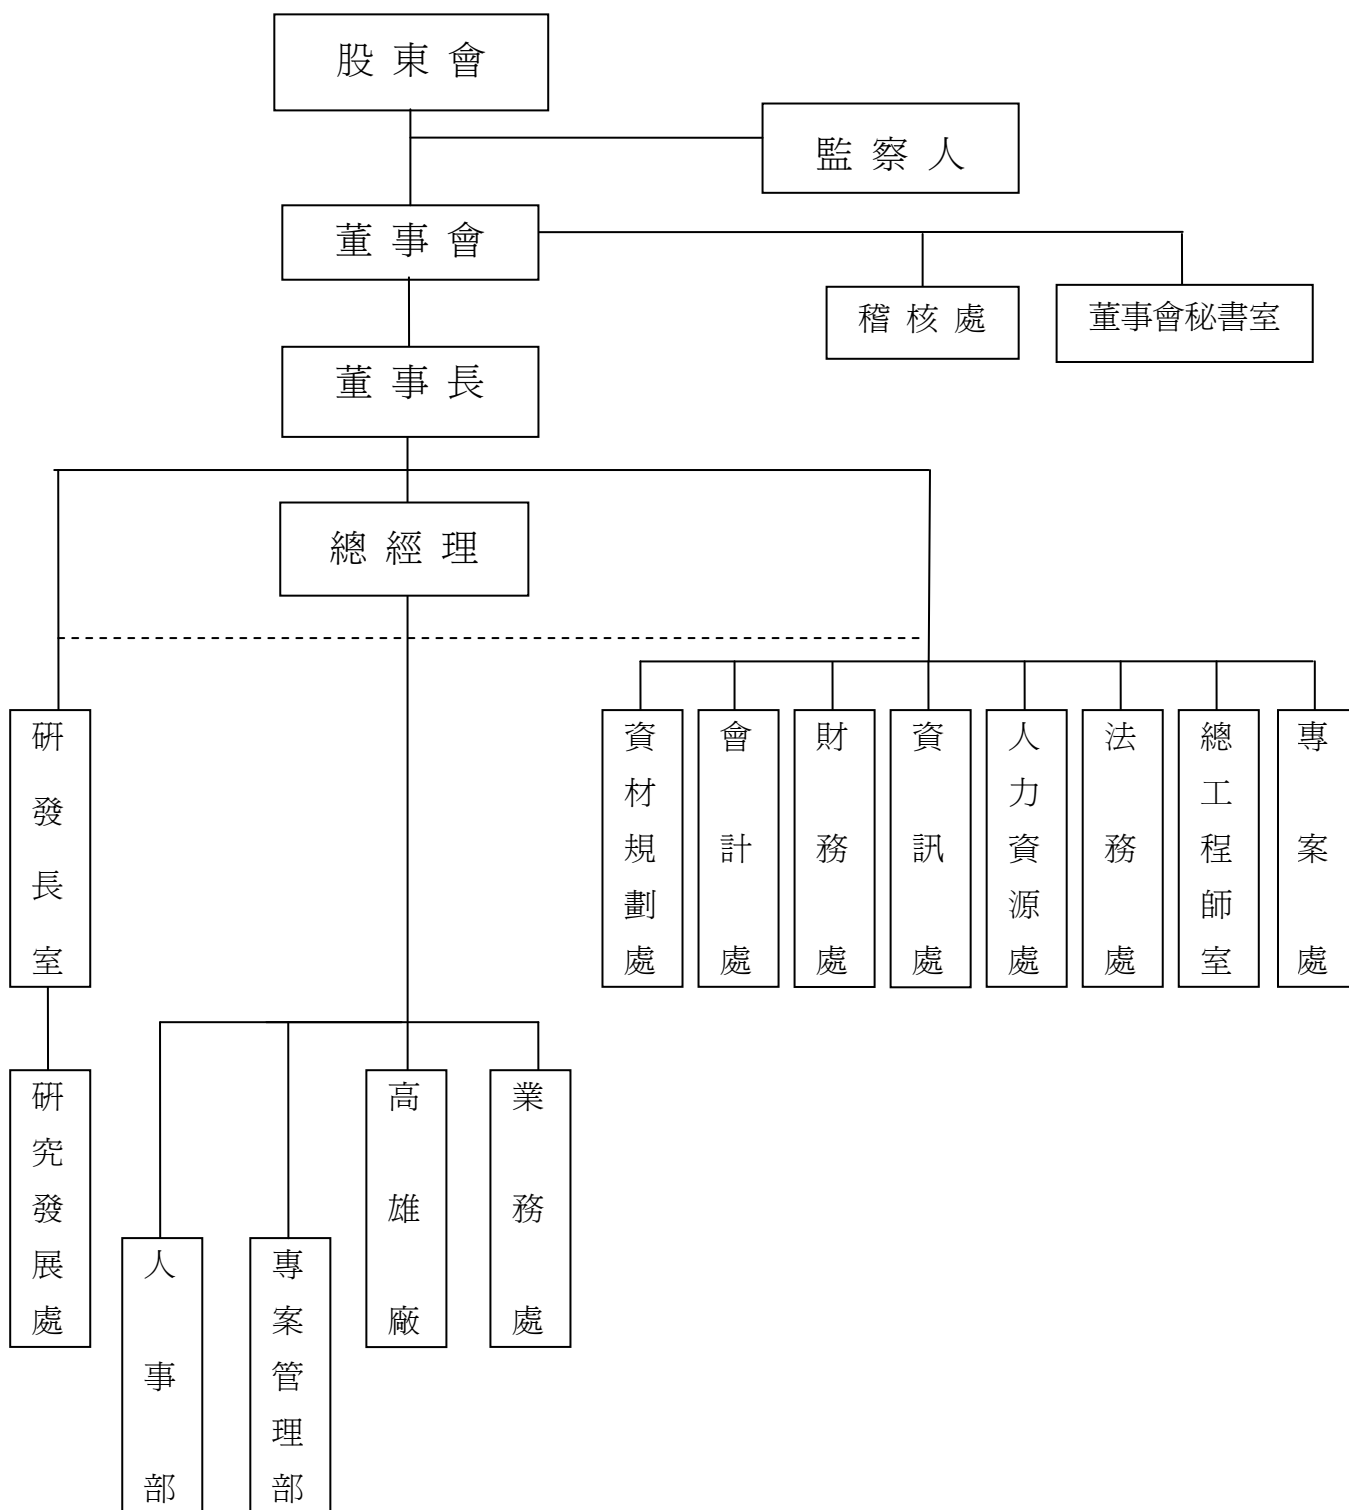 股東會
監察人
董事會
稽核處
董事會秘書室
董事長
總經理
研發長室
資材規劃處
會計處
財務處
資訊處
人力資源處
法務處
總工程師室
專案處
研究發展處
人事部
專案管理部
高雄廠
業務處